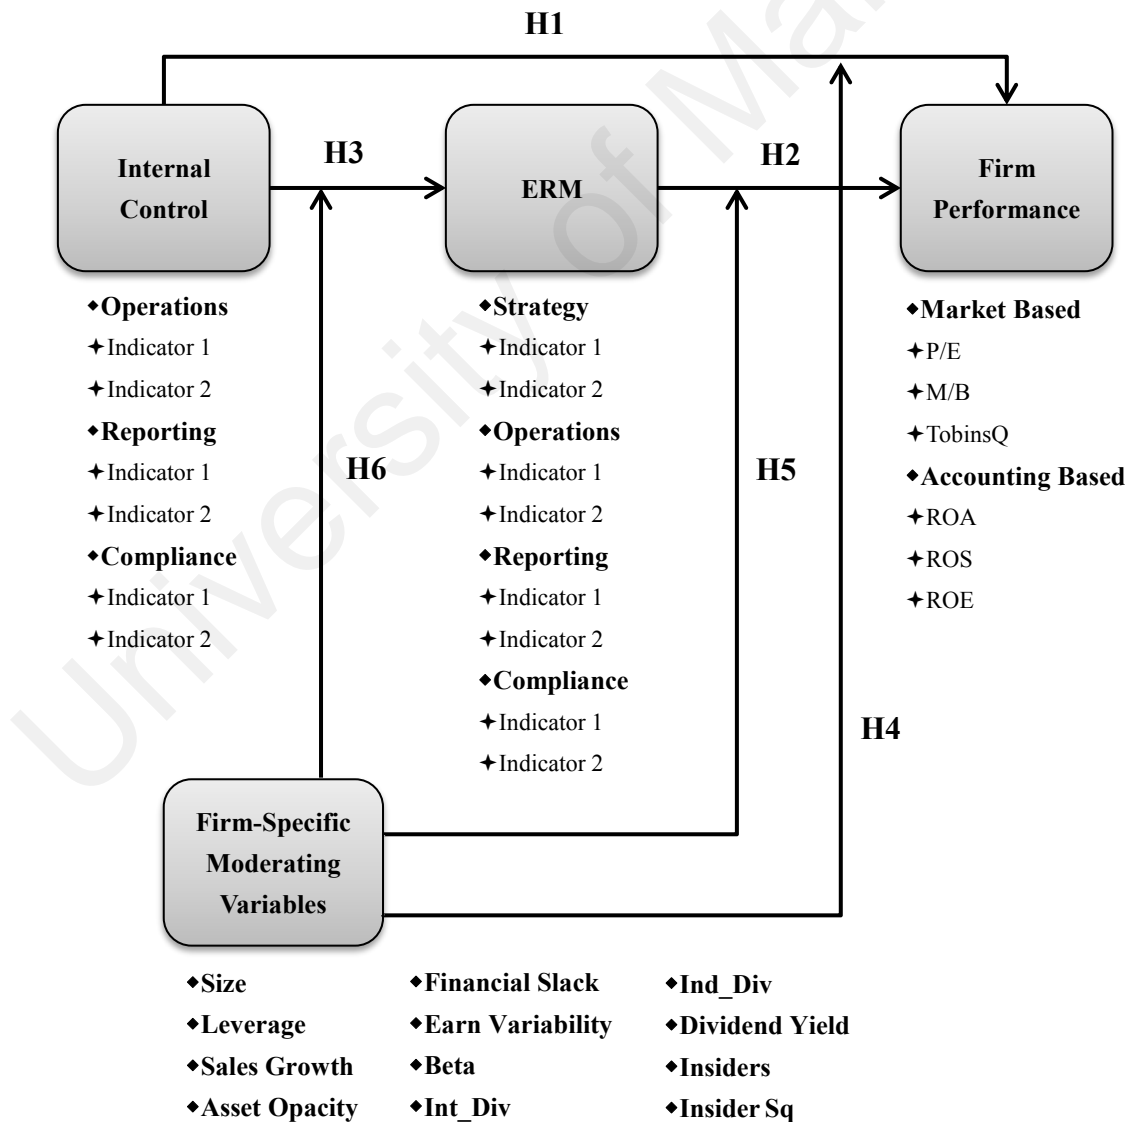 H1
Internal
Control
H3
ERM
H2
Firm
Performance
◆Operations
✦Indicator 1
✦Indicator 2
◆Reporting
✦Indicator 1
✦Indicator 2
◆Compliance
✦Indicator 1
✦Indicator 2
H6
◆Strategy
✦Indicator 1
✦Indicator 2
◆Operations
✦Indicator 1
✦Indicator 2
◆Reporting
✦Indicator 1
✦Indicator 2
◆Compliance
✦Indicator 1
✦Indicator 2
H5
◆Market Based
✦P/E
✦M/B
✦TobinsQ
◆Accounting Based
✦ROA
✦ROS
✦ROE
H4
Firm-Specific
Moderating
Variables
◆Size
◆Leverage
◆Sales Growth
◆Asset Opacity
◆Financial Slack
◆Earn Variability
◆Beta
◆Int_Div
◆Ind_Div
◆Dividend Yield
◆Insiders
◆Insider Sq
University of